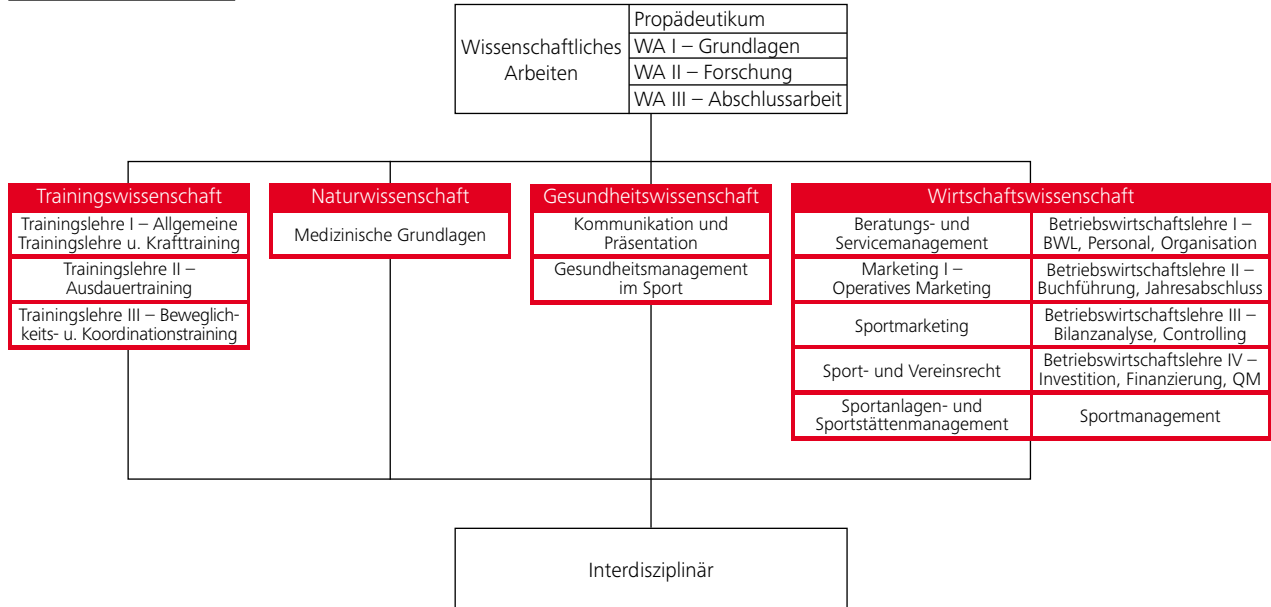 Wissenschaftliches
Arbeiten
Propädeutikum
WA I – Grundlagen
WA II – Forschung
WA III – Abschlussarbeit
Trainingswissenschaft
Trainingslehre I – Allgemeine
Trainingslehre u. Krafttraining
Trainingslehre II –
Ausdauertraining
Trainingslehre III – Beweglich-
keits- u. Koordinationstraining
Naturwissenschaft
Medizinische Grundlagen
Gesundheitswissenschaft
Kommunikation und
Präsentation
Gesundheitsmanagement
im Sport
Wirtschaftswissenschaft
Beratungs- und
Servicemanagement
Betriebswirtschaftslehre I –
BWL, Personal, Organisation
Marketing I –
Operatives Marketing
Betriebswirtschaftslehre II –
Buchführung, Jahresabschluss
Sportmarketing
Betriebswirtschaftslehre III –
Bilanzanalyse, Controlling
Sport- und Vereinsrecht
Betriebswirtschaftslehre IV –
Investition, Finanzierung, QM
Sportanlagen- und
Sportstättenmanagement
Sportmanagement
Interdisziplinär